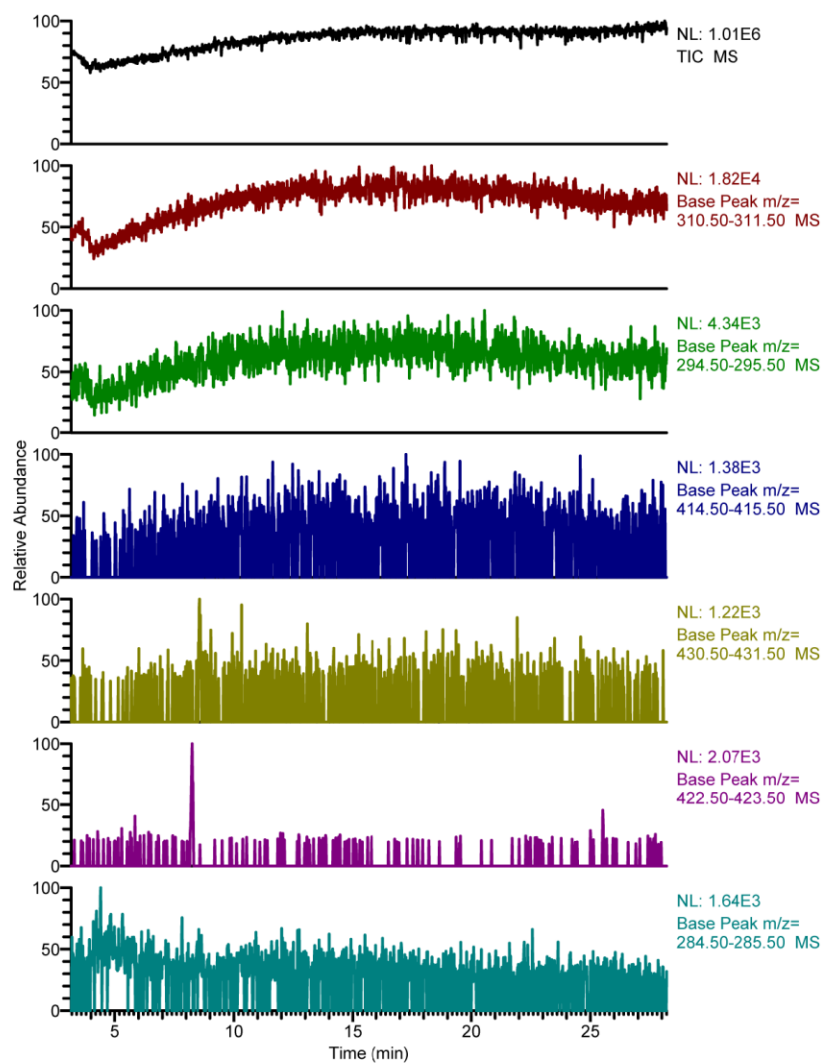 100
50
0
NL: 1.01E6
TIC MS
100
50
0
NL: 1.82E4
Base Peak m/z=
310.50-311.50 MS
100
50
0
NL: 4.34E3
Base Peak m/z=
294.50-295.50 MS
Relative Abundance
100
50
0
NL: 1.38E3
Base Peak m/z=
414.50-415.50 MS
100
50
0
NL: 1.22E3
Base Peak m/z=
430.50-431.50 MS
100
50
0
NL: 2.07E3
Base Peak m/z=
422.50-423.50 MS
100
50
0
NL: 1.64E3
Base Peak m/z=
284.50-285.50 MS
5 10 15 20 25
Time (min)